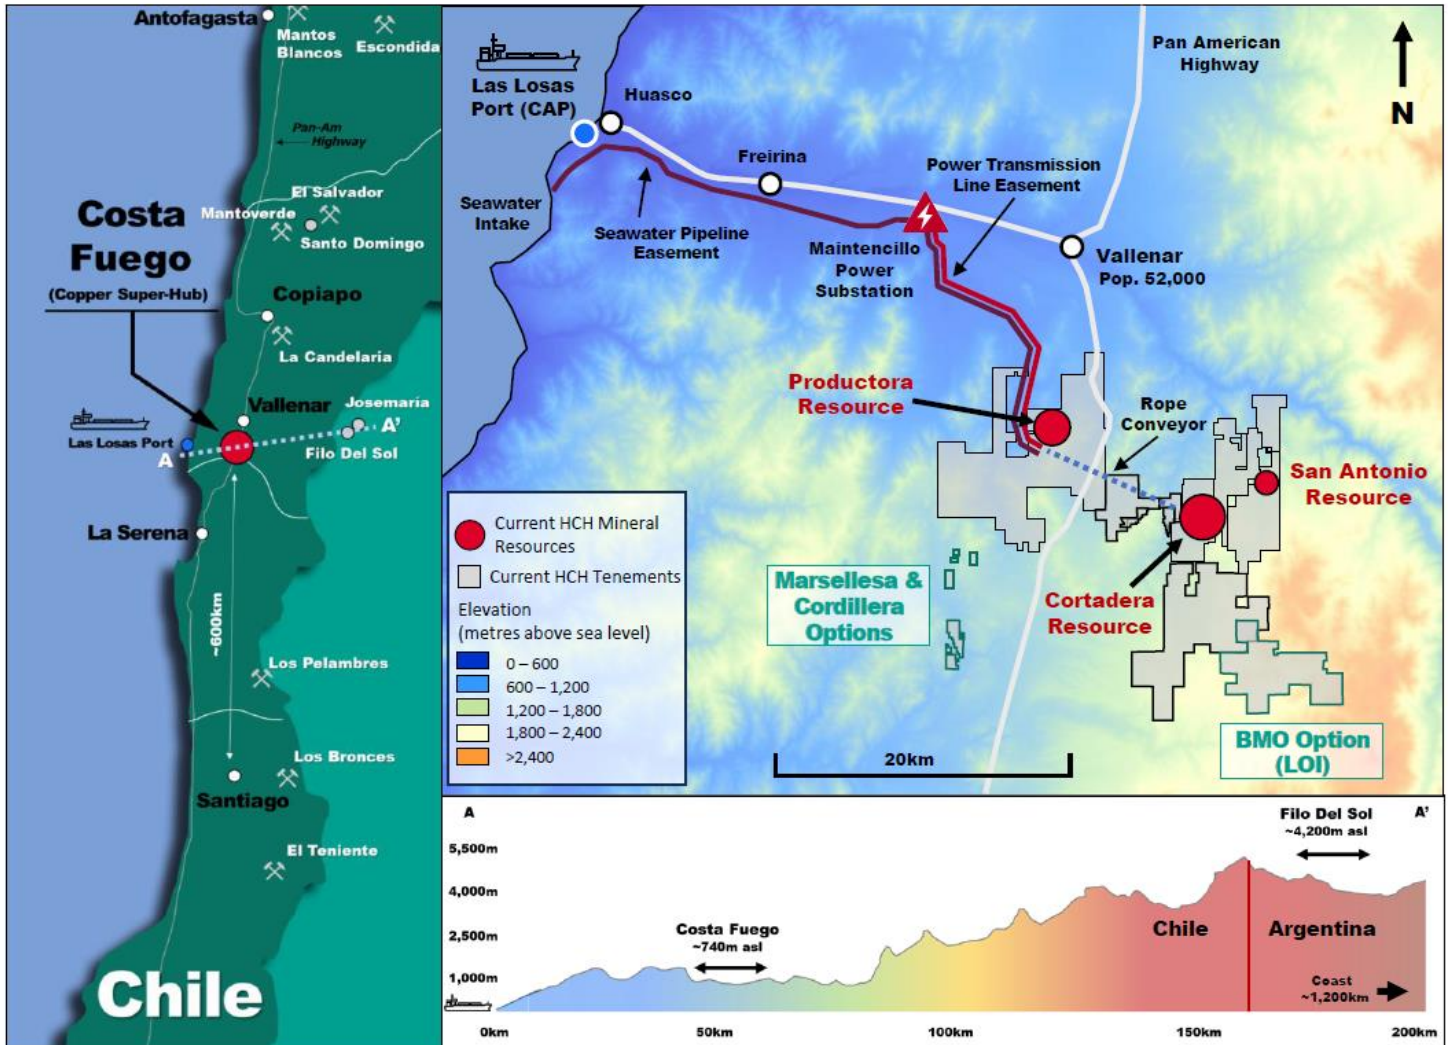 Antofagasta
Mantos
Blancos
Escondida
Pan-Am
Highway
El Salvador
Mantoverde
Santo Domingo
Costa
Fuego
(Copper Super-Hub)
Copiapo
La Candelaria
Vallenar
Josemaria
Las Losas Port
A
A'
Filo Del Sol
La Serena
~600km
Los Pelambres
Los Bronces
Santiago
El Teniente
Chile
Las Losas
Port (CAP)
Huasco
Pan American
Highway
N
Freirina
Power Transmission
Line Easement
Seawater
Intake
Seawater Pipeline
Easement
Maintencillo
Power
Substation
Vallenar
Pop. 52,000
Productora
Resource
Rope
Conveyor
San Antonio
Resource
Cortadera
Resource
Marsellesa &
Cordillera
Options
BMO Option
(LOI)
20km
Current HCH Mineral
Resources
Current HCH Tenements
Elevation
(metres above sea level)
0 – 600
600 – 1,200
1,200 – 1,800
1,800 – 2,400
>2,400
A
A'
Filo Del Sol
~4,200m asl
5,500m
4,000m
2,500m
1,000m
Costa Fuego
~740m asl
Chile
Argentina
Coast
~1,200km
0km
50km
100km
150km
200km